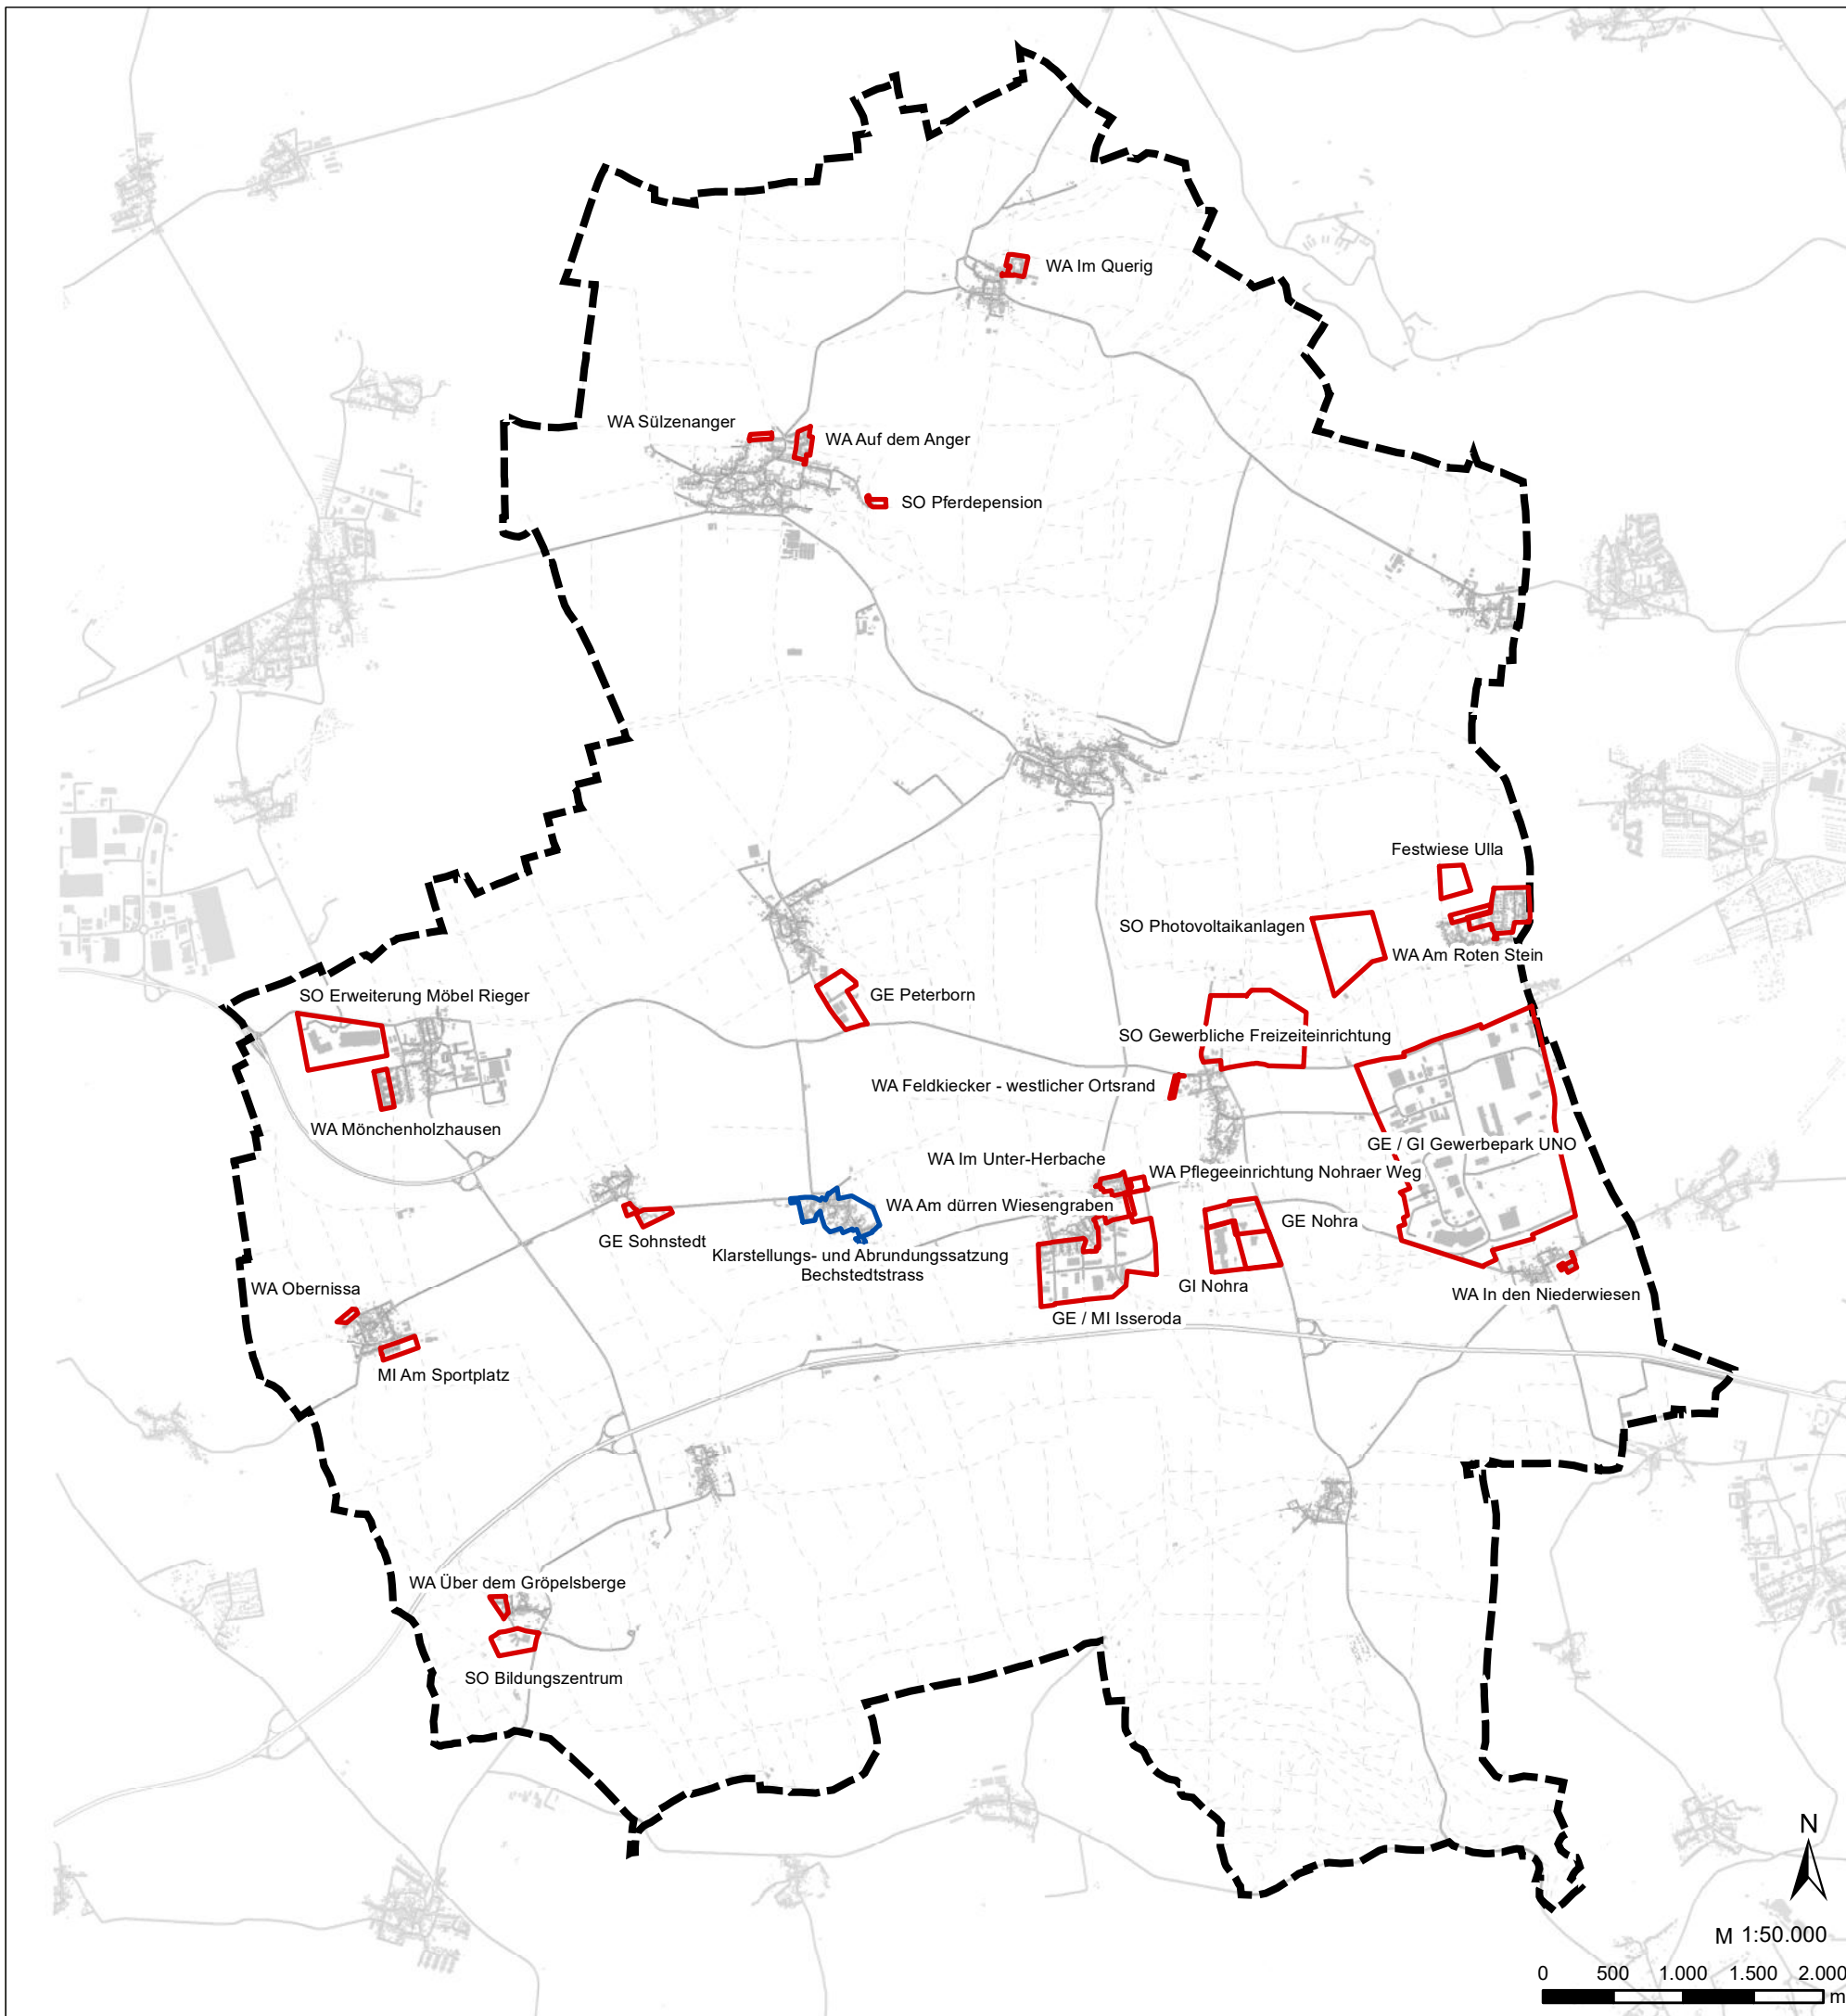 WA Im Querig
WA Sülzenanger
WA Auf dem Anger
SO Pferdepension
Festwiese Ulla
SO Photovoltaikanlagen
WA Am Roten Stein
SO Erweiterung Möbel Rieger
GE Peterborn
SO Gewerbliche Freizeiteinrichtung
WA Feldkiecker - westlicher Ortsrand
WA Mönchenholzhausen
GE / GI Gewerbepark UNO
WA Im Unter-Herbache
WA Pflegeeinrichtung Nohraer Weg
WA Am dürren Wiesengraben
GE Nohra
GE Sohnstedt
Klarstellungs- und Abrundungssatzung
Bechstedtstrass
WA Obernissa
GI Nohra
WA In den Niederwiesen
GE / MI Isseroda
MI Am Sportplatz
WA Über dem Gröpelsberge
SO Bildungszentrum
N
M 1:50.000
0 500 1.000 1.500 2.000
m